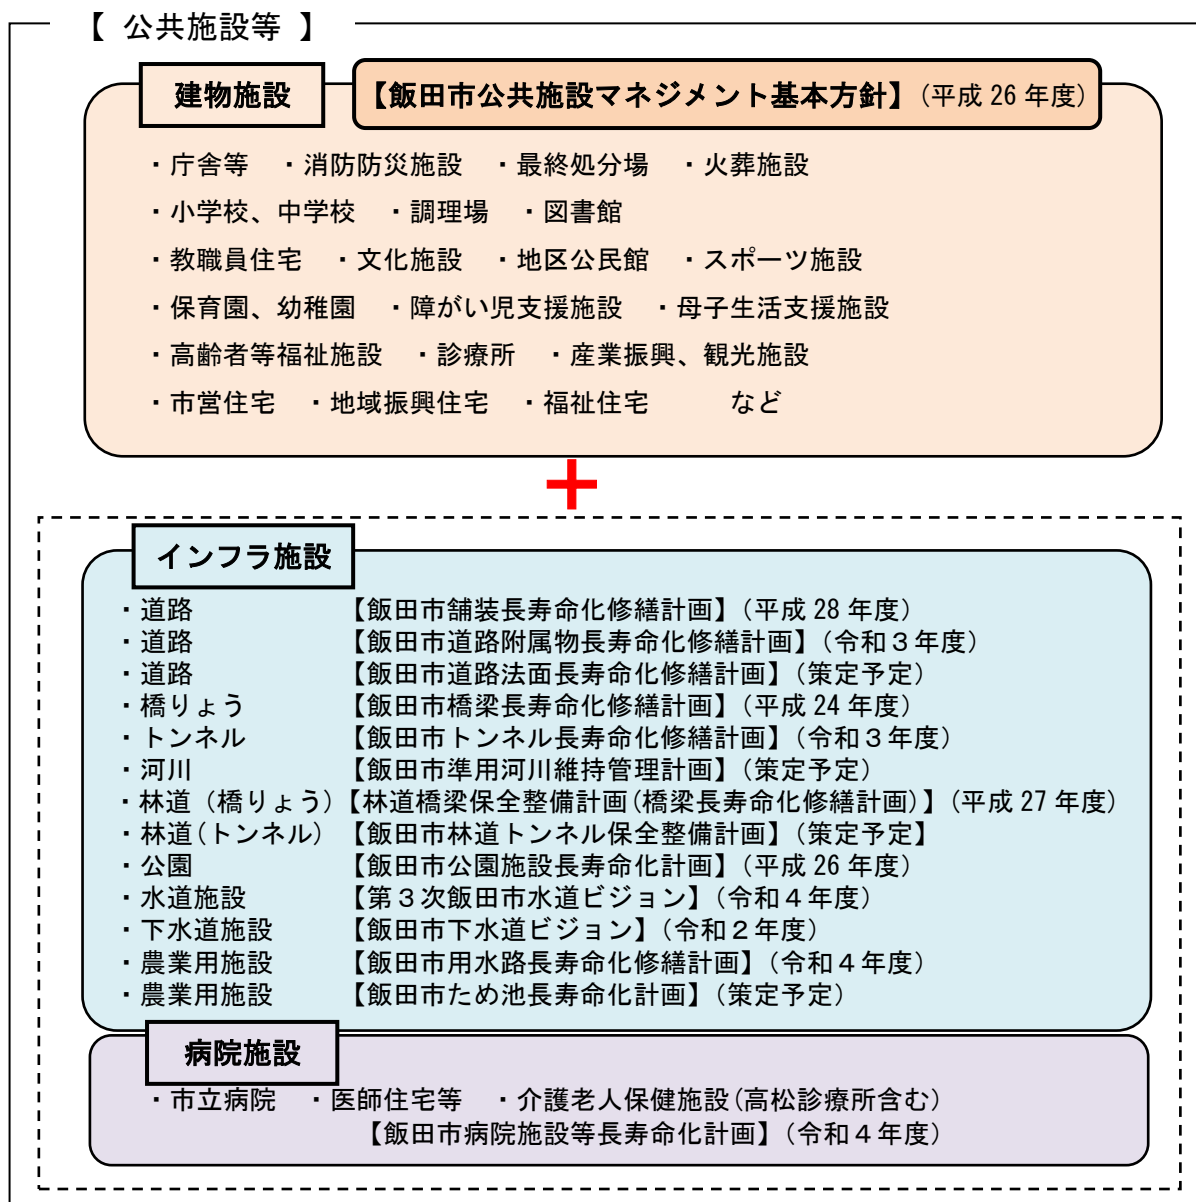 【 公共施設等 】
建物施設 【飯田市公共施設マネジメント基本方針】(平成 26 年度)
・庁舎等 ・消防防災施設 ・最終処分場 ・火葬施設
・小学校、中学校 ・調理場 ・図書館
・教職員住宅 ・文化施設 ・地区公民館 ・スポーツ施設
・保育園、幼稚園 ・障がい児支援施設 ・母子生活支援施設
・高齢者等福祉施設 ・診療所 ・産業振興、観光施設
・市営住宅 ・地域振興住宅 ・福祉住宅 など
+
インフラ施設
・道路 【飯田市舗装長寿命化修繕計画】(平成 28 年度)
・道路 【飯田市道路附属物長寿命化修繕計画】(令和３年度)
・道路 【飯田市道路法面長寿命化修繕計画】(策定予定)
・橋りょう 【飯田市橋梁長寿命化修繕計画】(平成 24 年度)
・トンネル 【飯田市トンネル長寿命化修繕計画】(令和３年度)
・河川 【飯田市準用河川維持管理計画】(策定予定)
・林道（橋りょう)【林道橋梁保全整備計画(橋梁長寿命化修繕計画)】(平成 27 年度)
・林道(トンネル) 【飯田市林道トンネル保全整備計画】(策定予定】
・公園 【飯田市公園施設長寿命化計画】(平成 26 年度)
・水道施設 【第３次飯田市水道ビジョン】(令和４年度)
・下水道施設 【飯田市下水道ビジョン】(令和２年度)
・農業用施設 【飯田市用水路長寿命化修繕計画】(令和４年度)
・農業用施設 【飯田市ため池長寿命化計画】(策定予定)
病院施設
・市立病院 ・医師住宅等 ・介護老人保健施設(高松診療所含む)
【飯田市病院施設等長寿命化計画】(令和４年度)